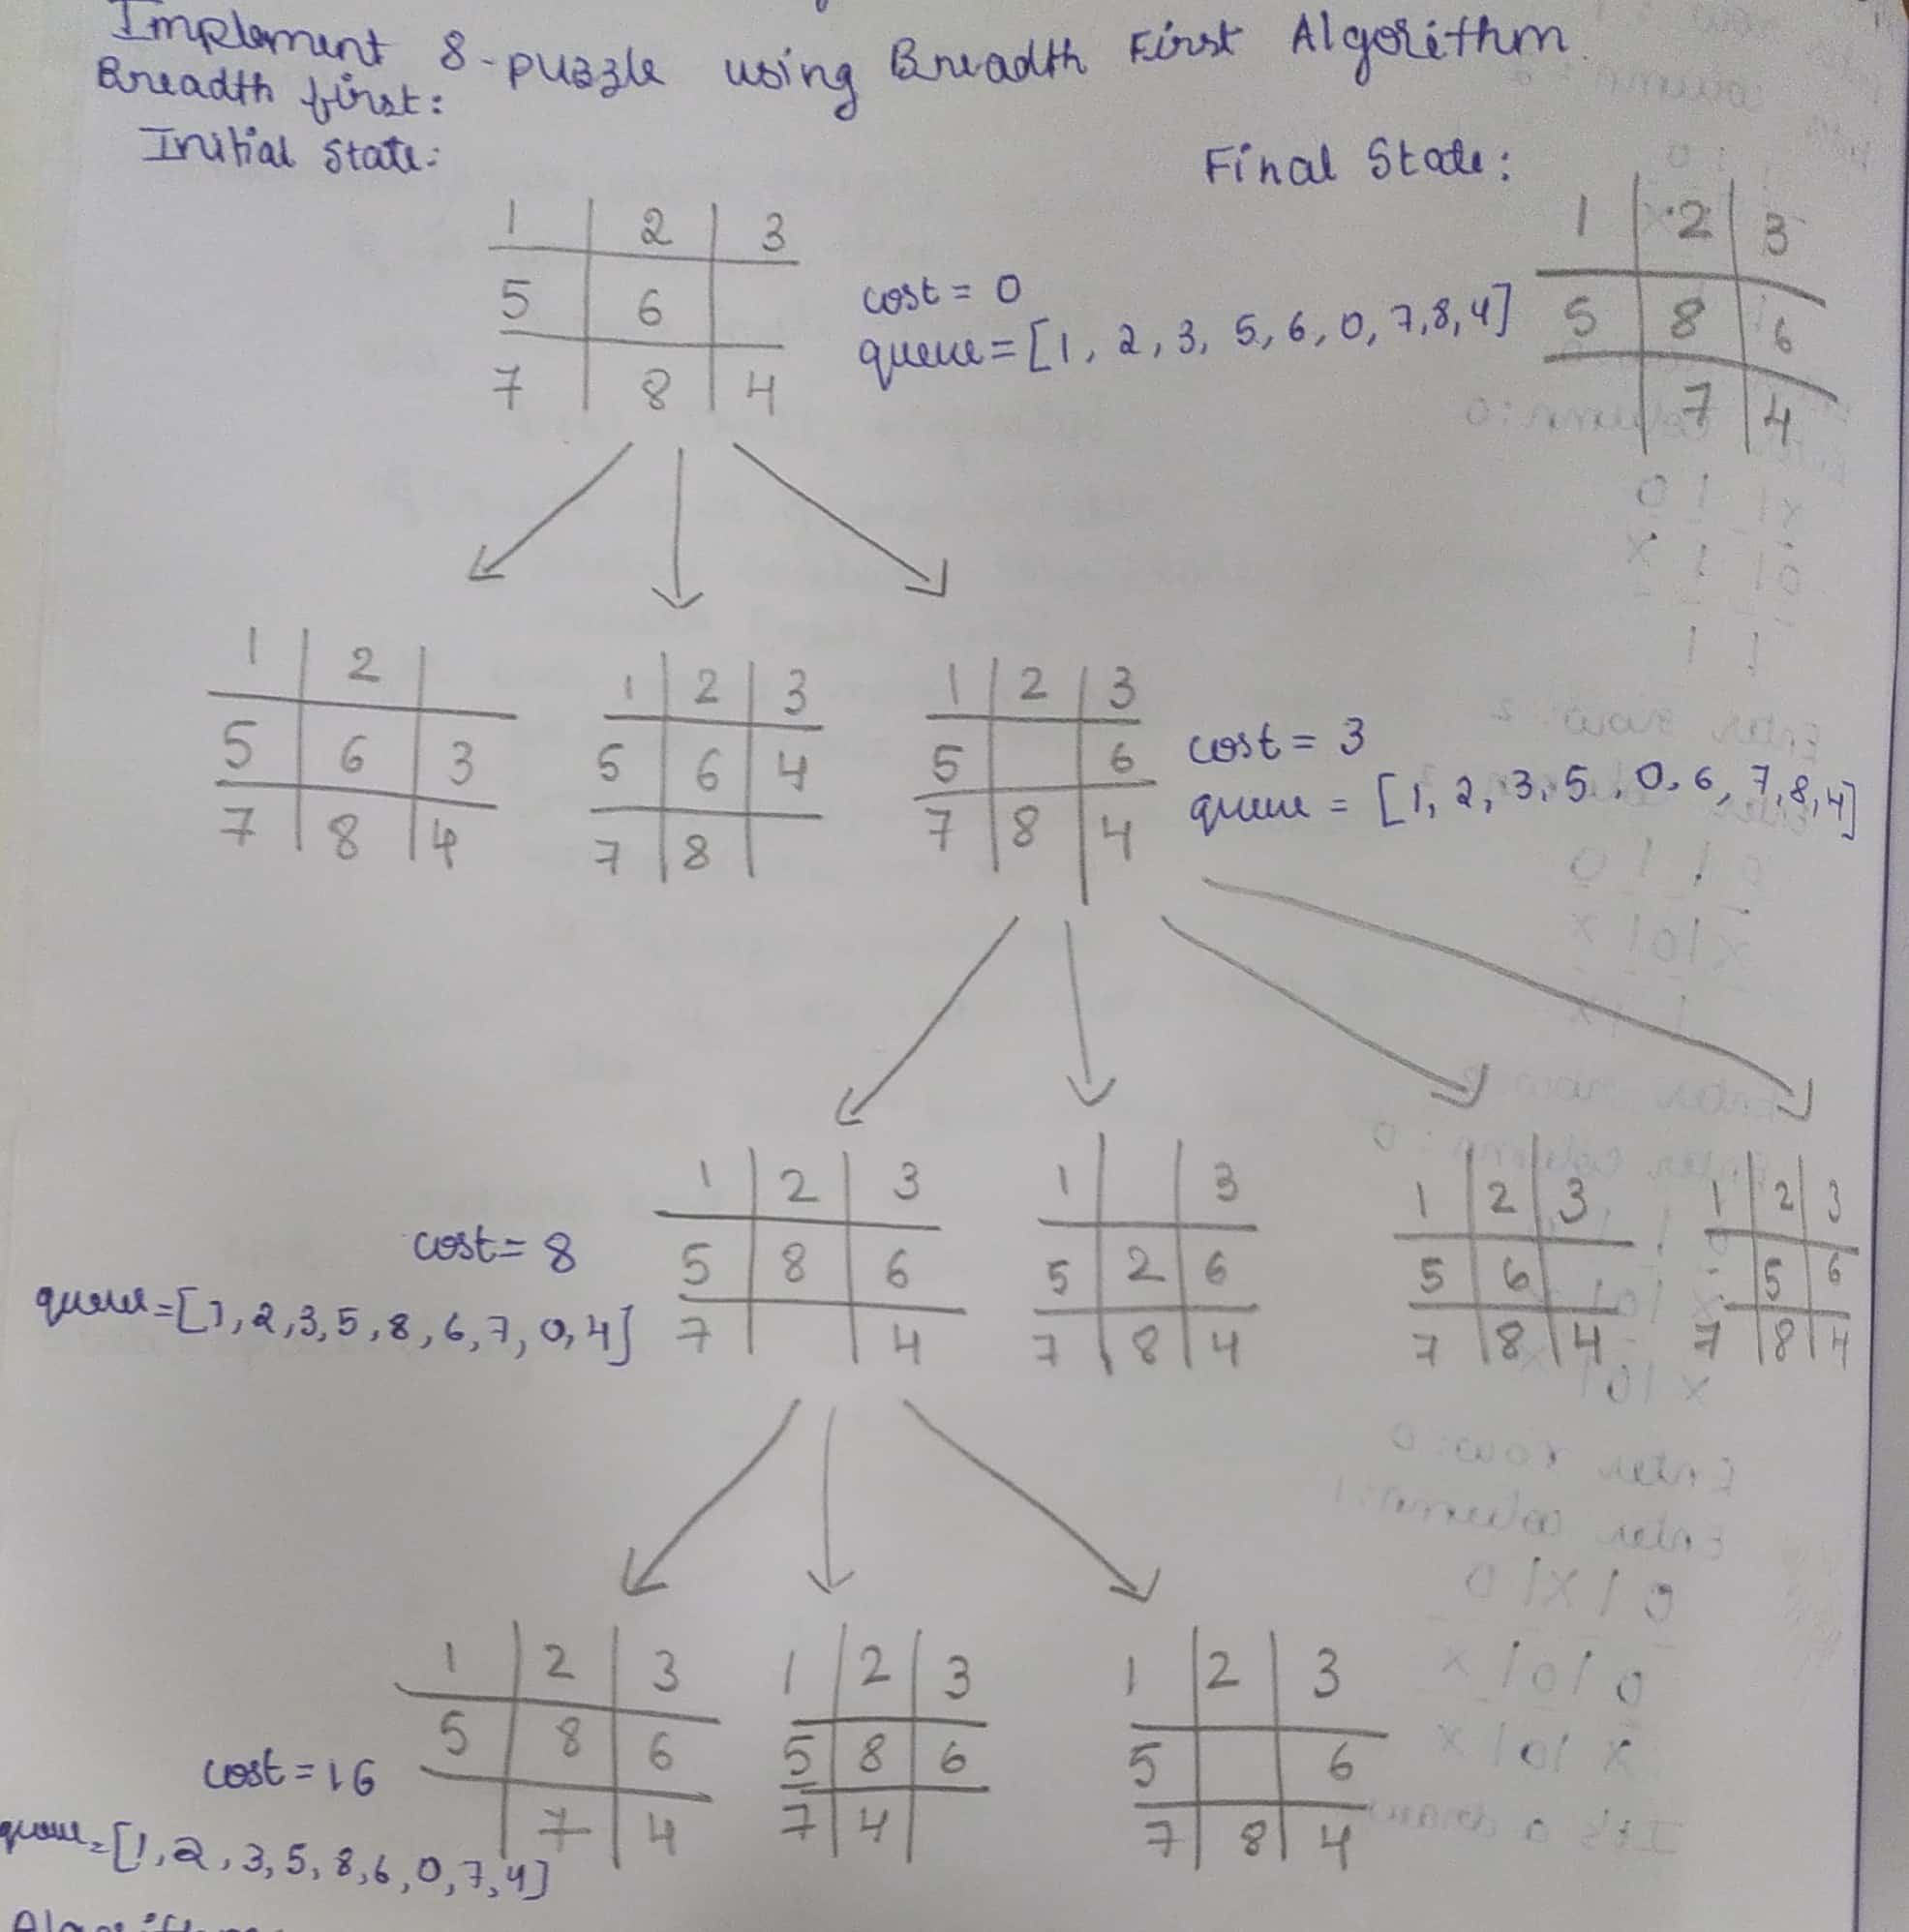 Implement 8-puzzle using Breadth First Algorithm.
Breadth first:
Initial State:
Final State:
1 2 3
5 6
7 8 4
cost = 0
queue = [1, 2, 3, 5, 6, 0, 7, 8, 4]
1 2 3
5 8 6
7 4
1 2
5 6 3
7 8 4
1 2 3
5 6 4
7 8
1 2 3
5 6
7 8 4
cost = 3
queue = [1, 2, 3, 5, 0, 6, 7, 8, 4]
cost = 8
queue = [1, 2, 3, 5, 8, 6, 7, 0, 4]
1 2 3
5 8 6
7 4
1 3
5 2 6
7 8 4
1 2 3
5 6
7 8 4
1 2 3
5 6
7 8 4
cost = 16
queue = [1, 2, 3, 5, 8, 6, 0, 7, 4]
1 2 3
5 8 6
7 4
1 2 3
5 8 6
7 4
1 2 3
5 6
7 8 4